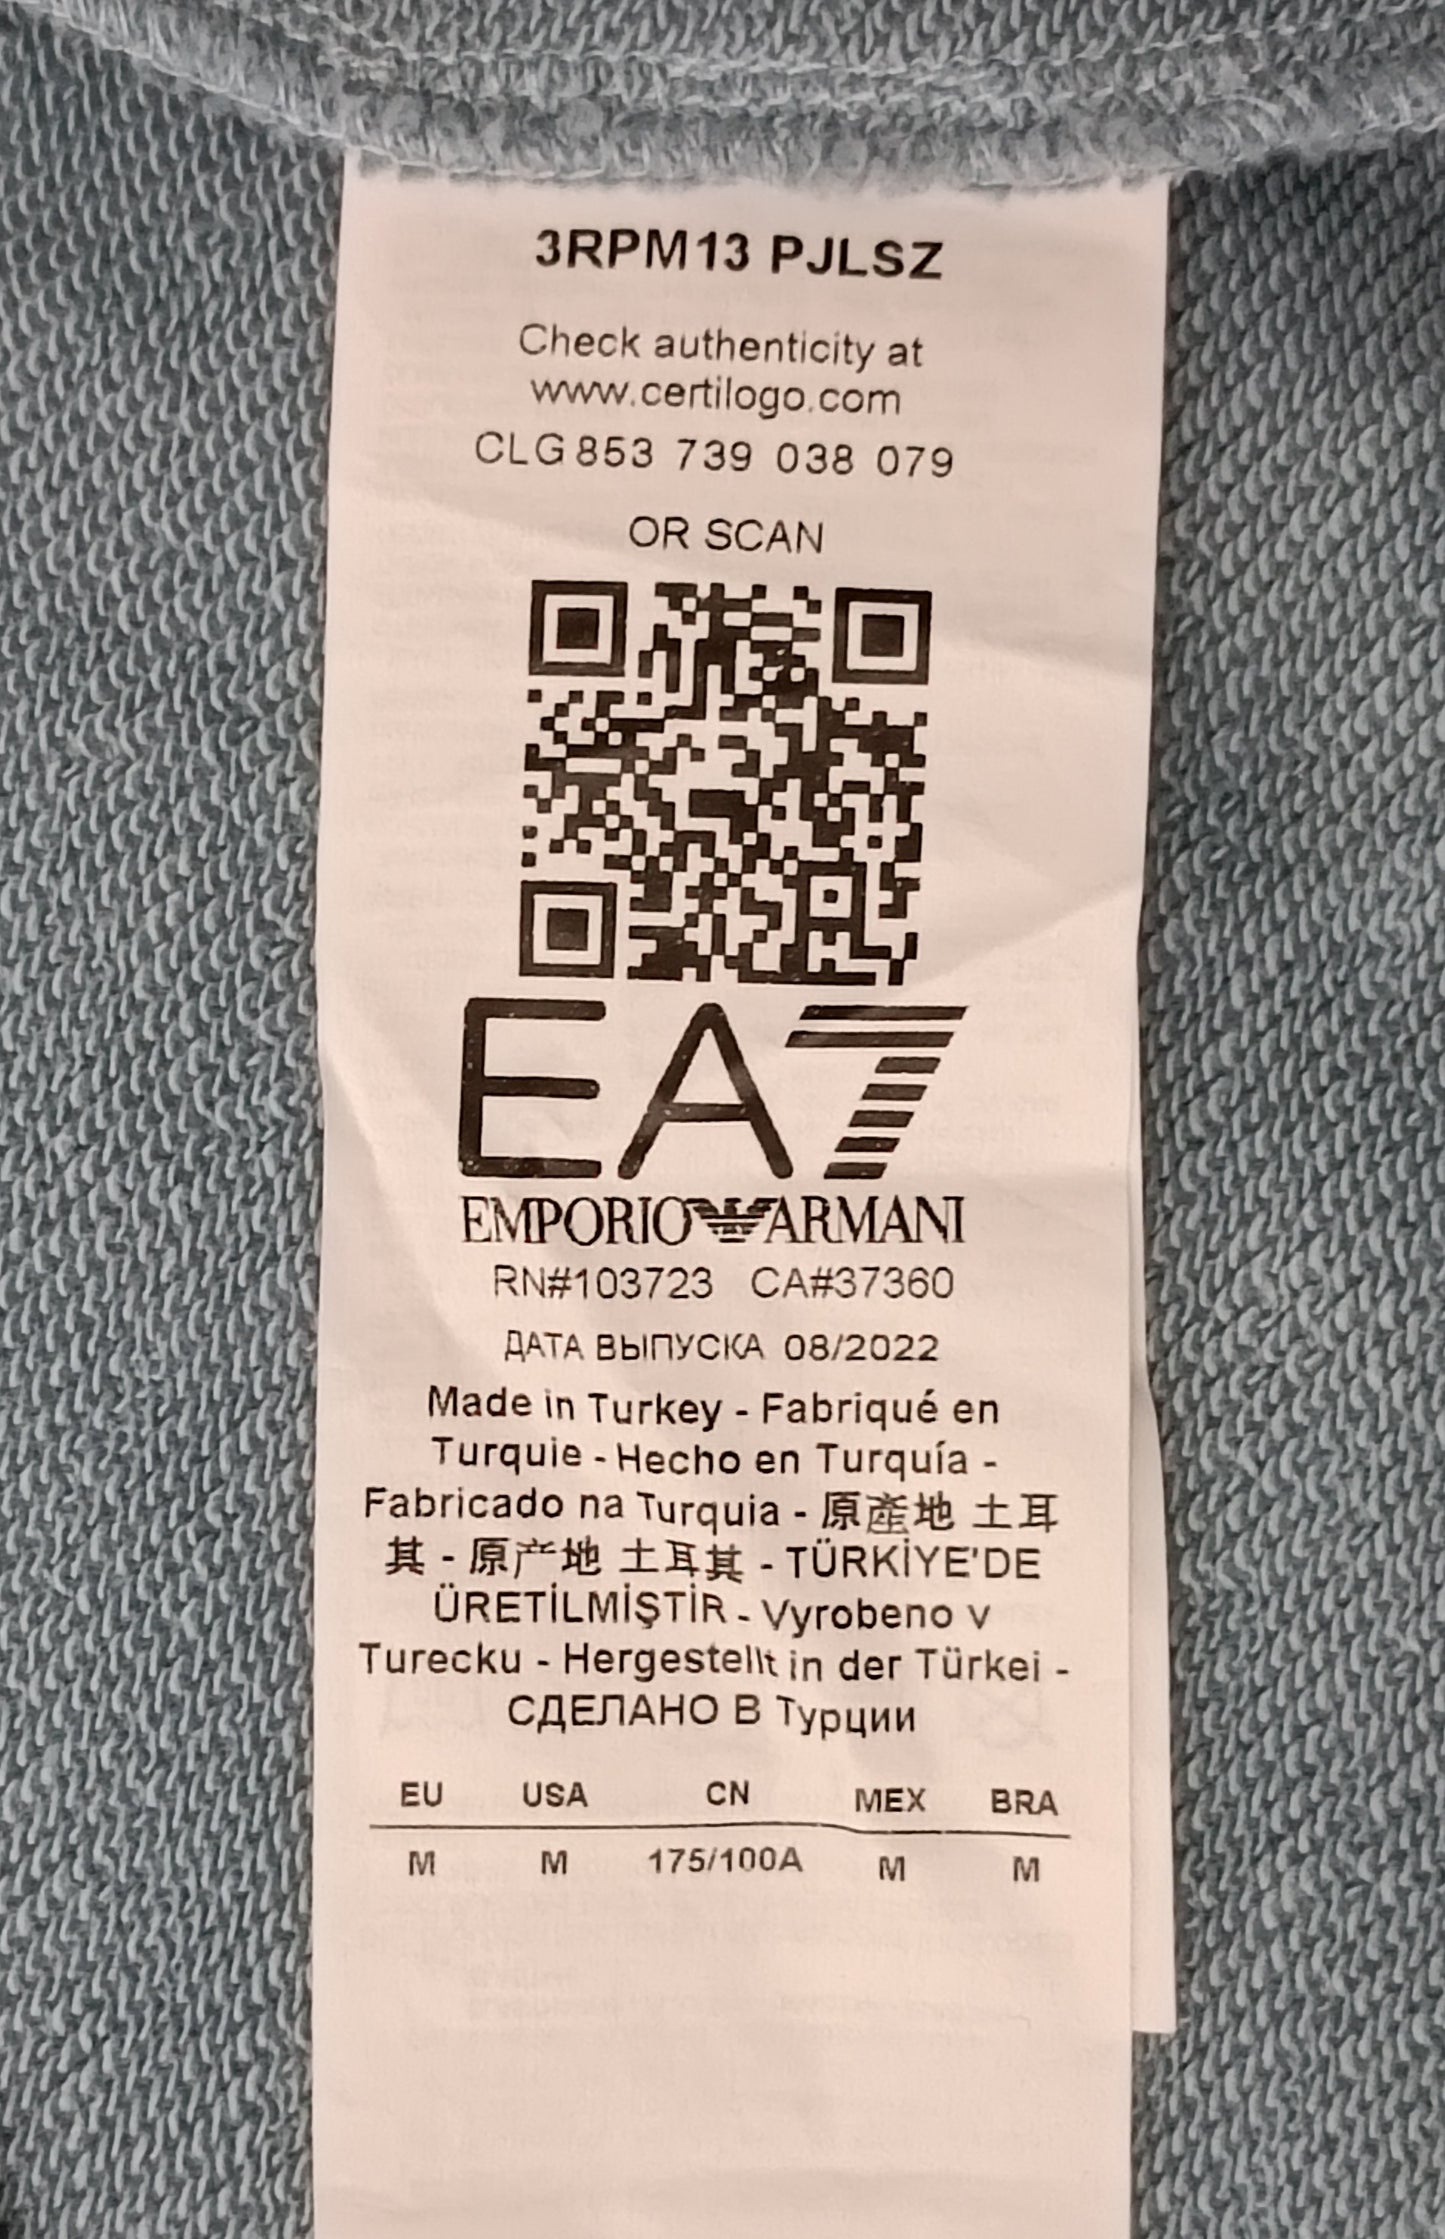 3RPM13 PJLSZ
Check authenticity at
www.certilogo.com
CLG 853 739 038 079
OR SCAN
EA7
EMPORIO ARMANI
RN#103723 CA#37360
ДАТА ВЫПУСКА 08/2022
Made in Turkey - Fabriqué en
Turquie - Hecho en Turquía -
Fabricado na Turquia - 原產地 土耳
其 - 原产地 土耳其 - TÜRKİYE'DE
ÜRETİLMİŞTİR - Vyrobeno v
Turecku - Hergestellt in der Türkei -
СДЕЛАНО В Турции
EU USA CN MEX BRA
M M 175/100A M M